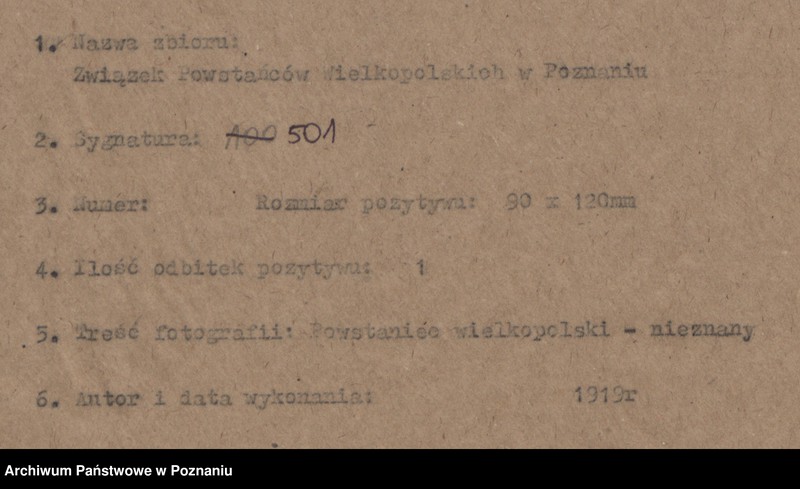 1. Nazwa zbioru:
Związek Powstańców Wielkopolskich w Poznaniu
2. Sygnatura: 501
3. Numer: Rozmiar pozytywu: 90 x 120mm
4. Ilość odbitek pozytywu: 1
5. Treść fotografii: Powstaniec wielkopolski - nieznany
6. Autor i data wykonania: 1919r
Archiwum Państwowe w Poznaniu